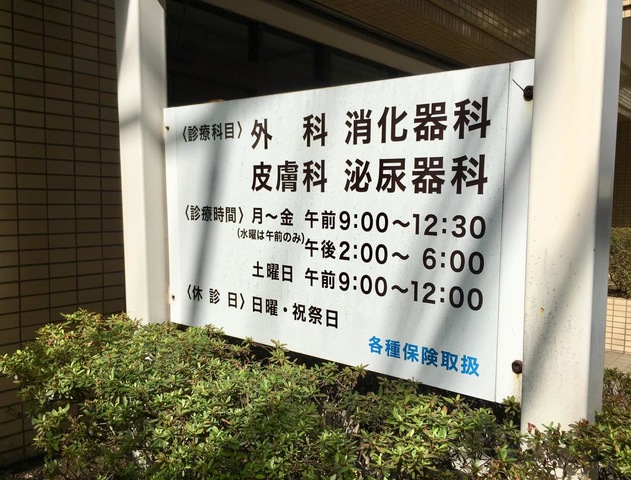 〈診療科目〉外 科 消化器科
皮膚科 泌尿器科
〈診療時間〉月〜金 午前9:00〜12:30
(水曜は午前のみ)午後2:00〜 6:00
土曜日 午前9:00〜12:00
〈休 診 日〉日曜・祝祭日
各種保険取扱